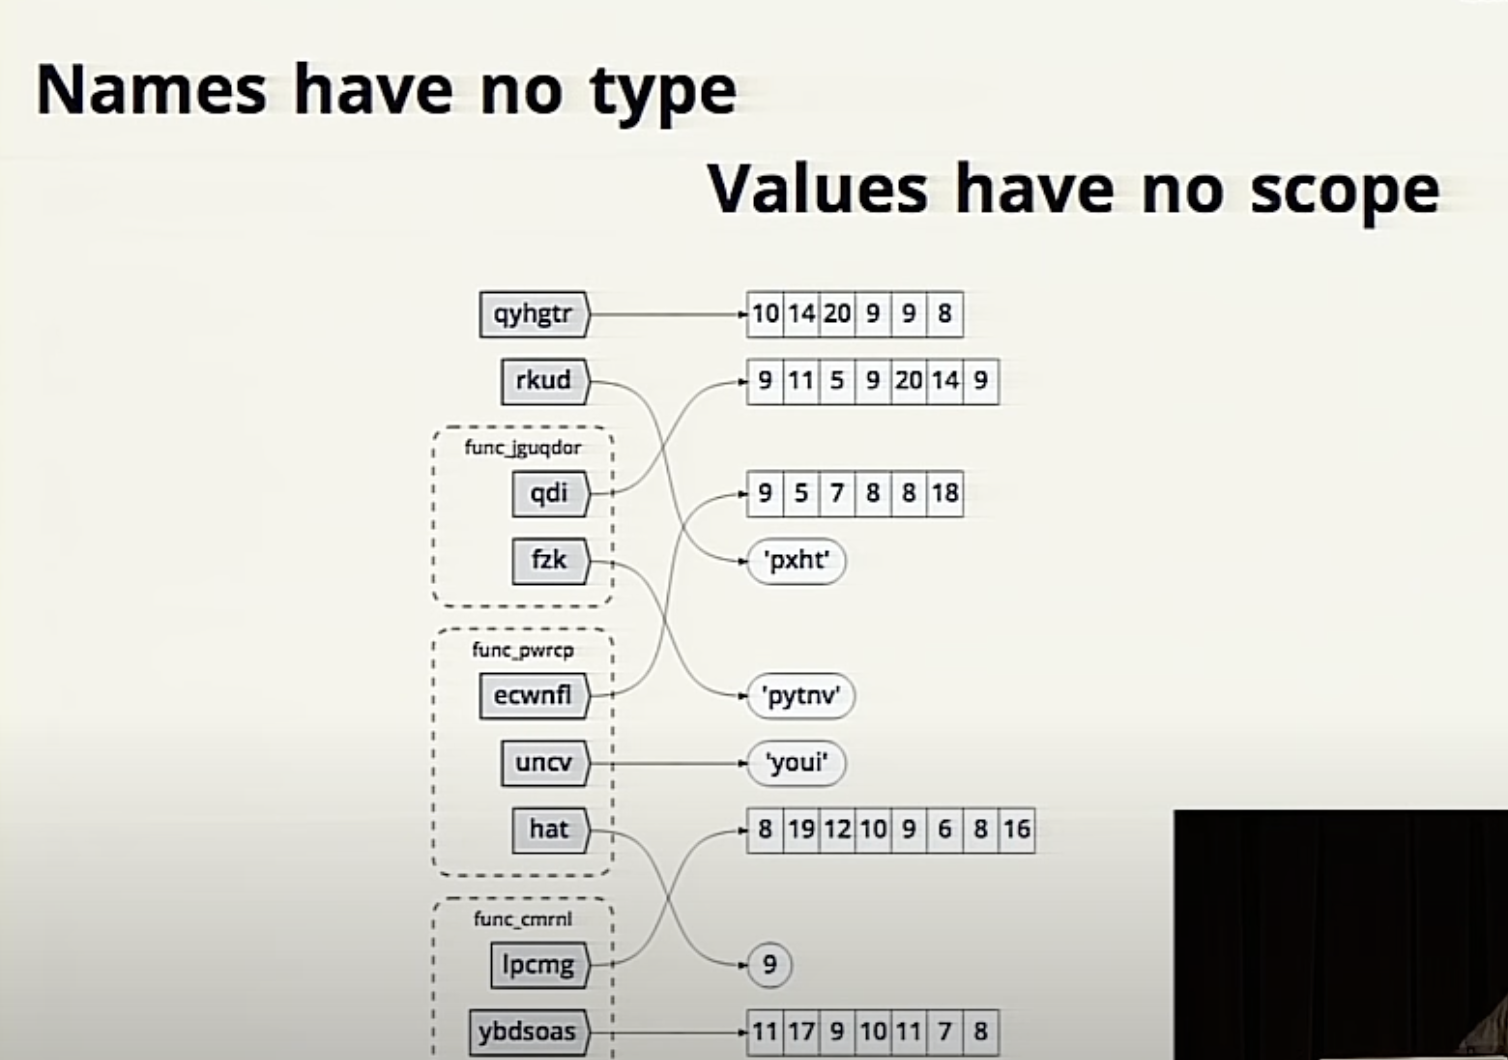 Names have no type
Values have no scope
qyhgtr 10 14 20 9 9 8
rkud 9 11 5 9 20 14 9
func_jguqdor
qdi 9 5 7 8 8 18
fzk 'pxht'
func_pwrcp
ecwnfl 'pytnv'
uncv 'youi'
hat 8 19 12 10 9 6 8 16
func_cmrnl
lpcmg 9
ybdsoas 11 17 9 10 11 7 8